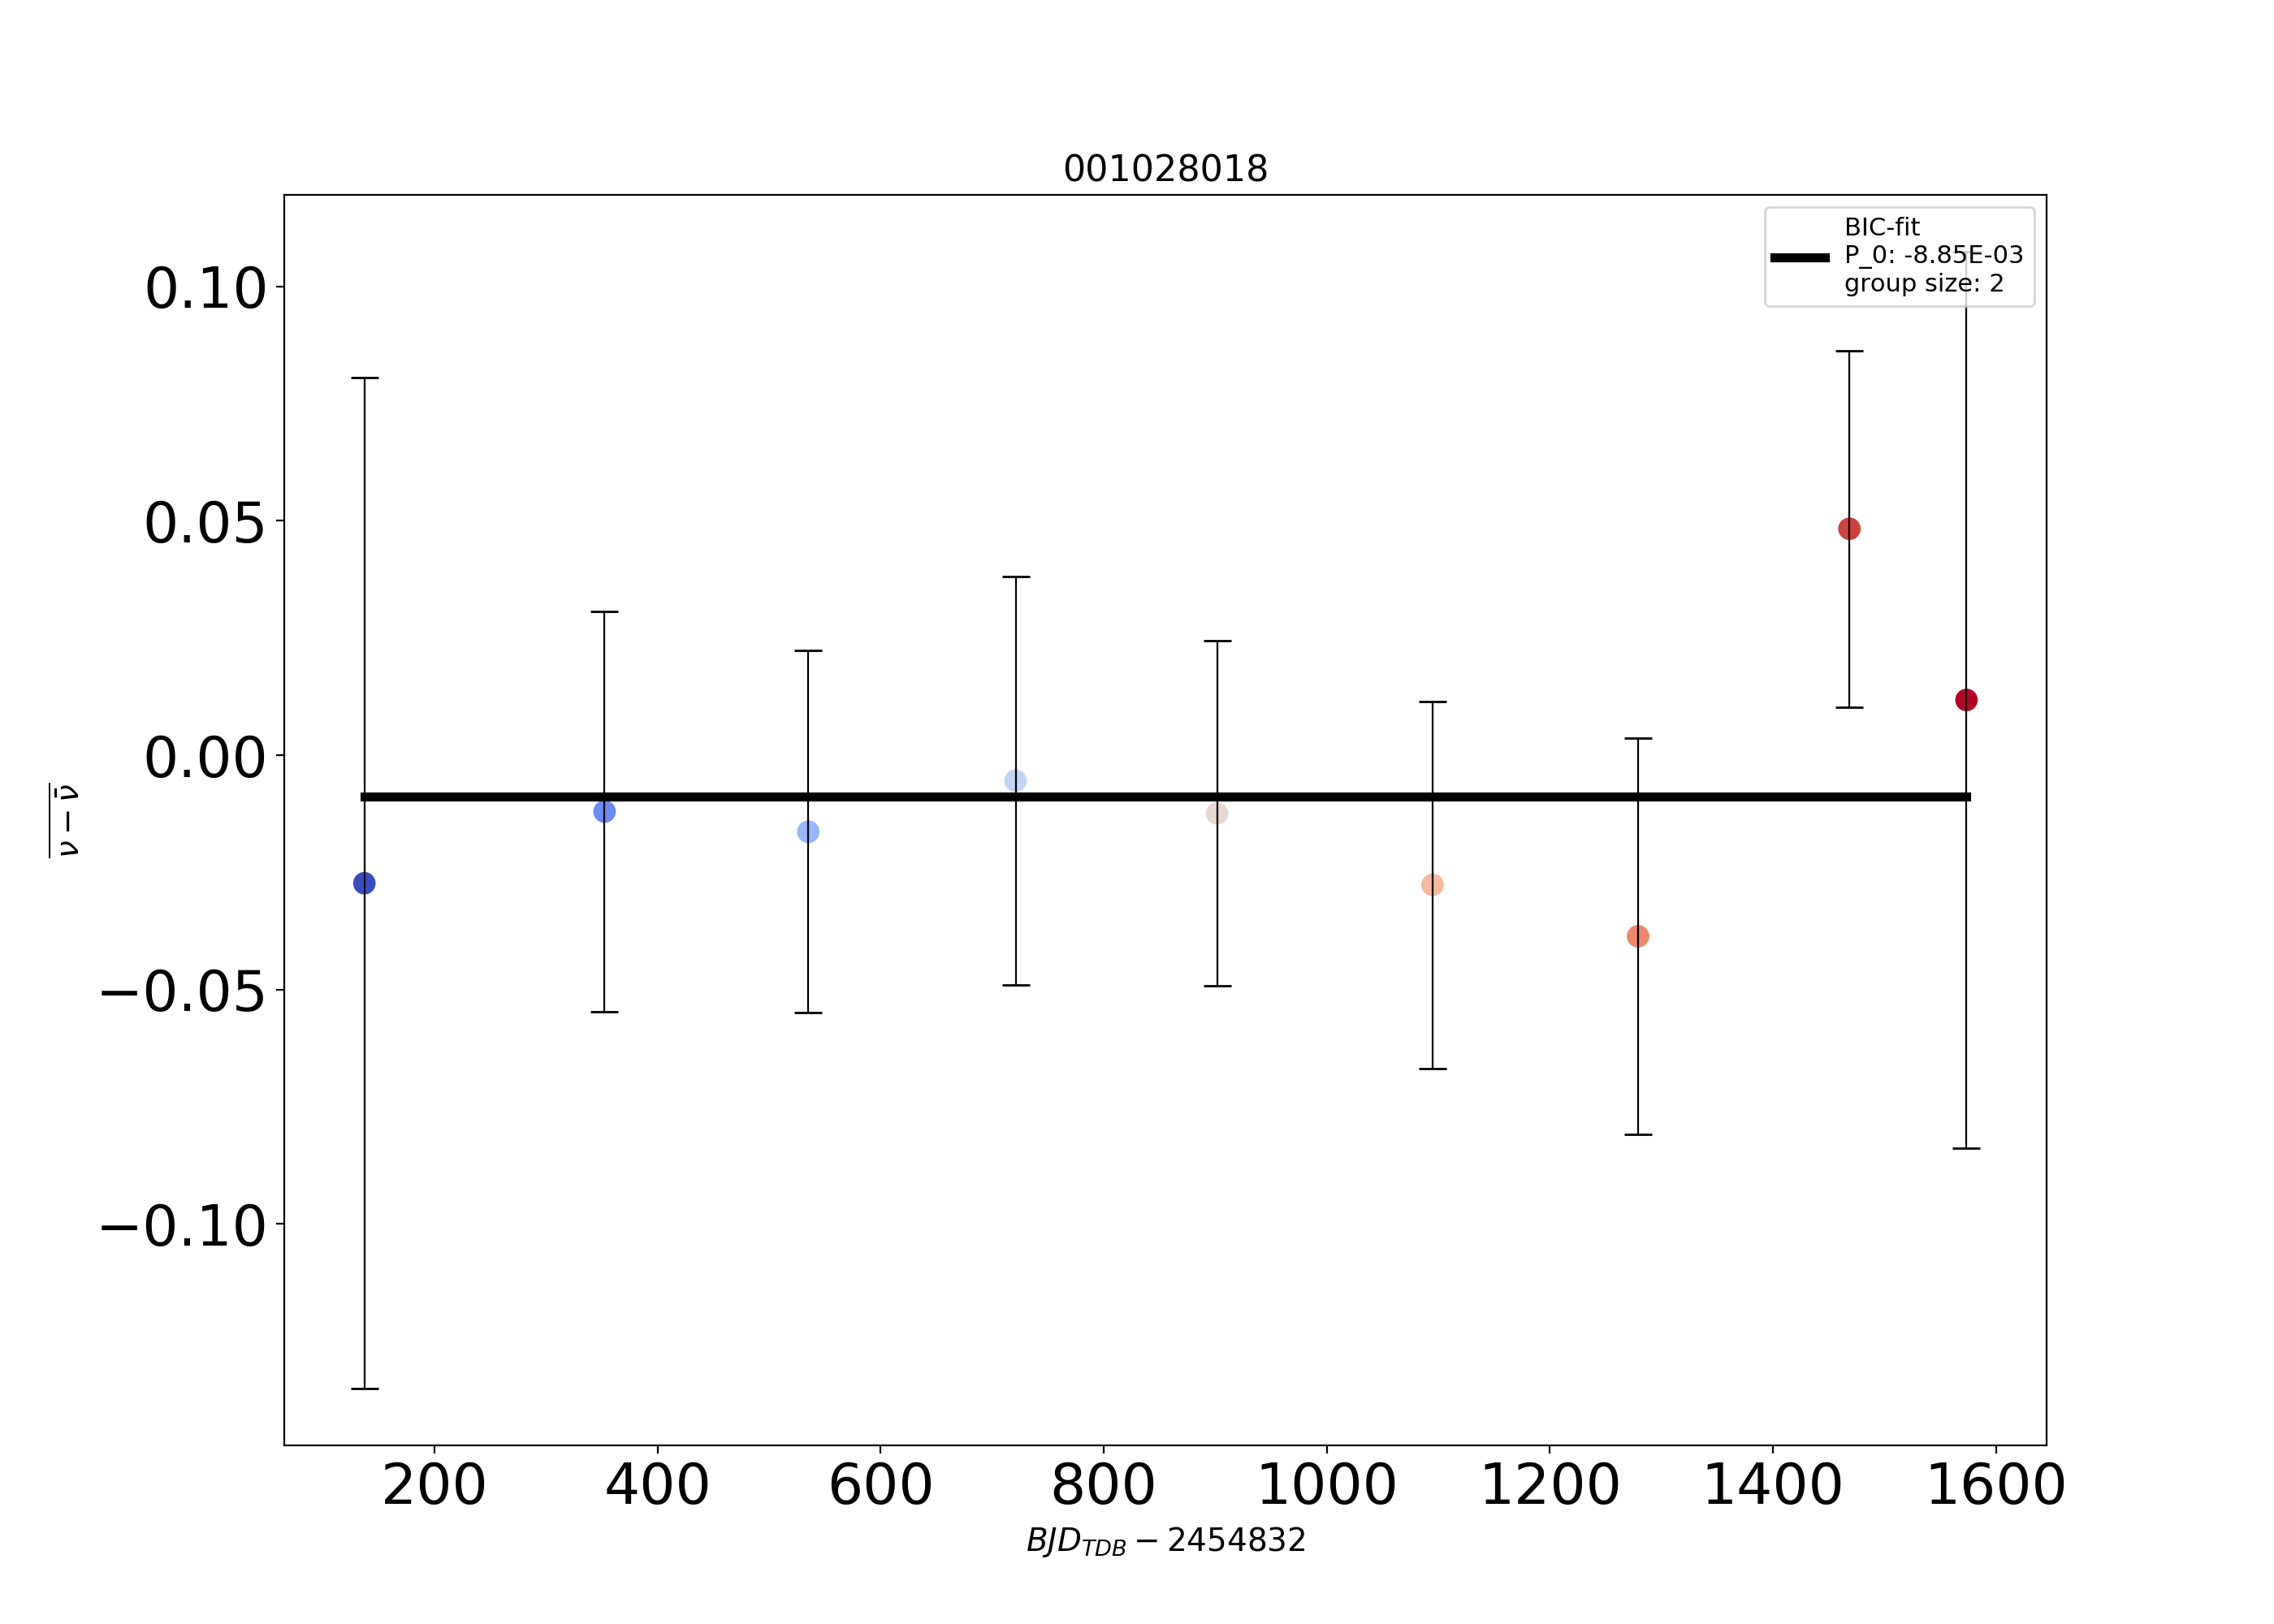 001028018
BIC-fit
P_0: -8.85E-03
group size: 2
0.10
0.05
0.00
−0.05
−0.10
ν − ν̄
200 400 600 800 1000 1200 1400 1600
BJD_TDB − 2454832